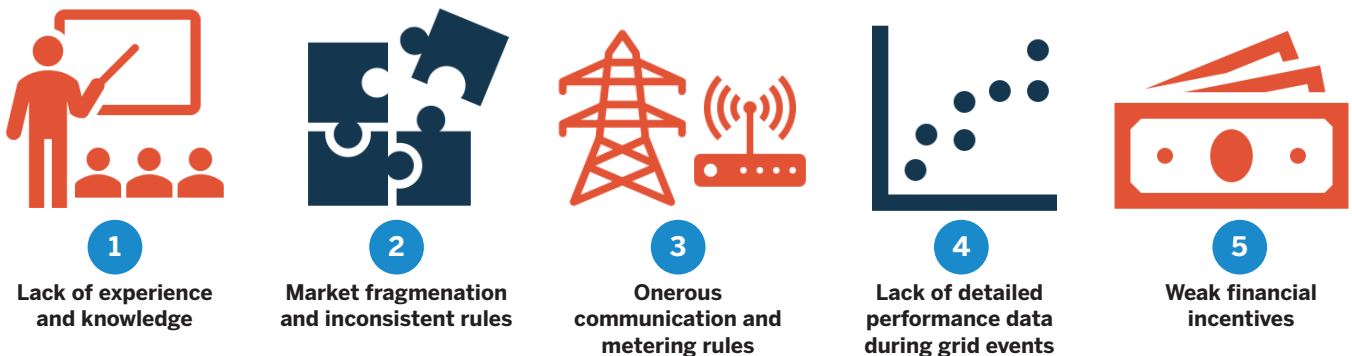 1
Lack of experience
and knowledge
2
Market fragmenation
and inconsistent rules
3
Onerous
communication and
metering rules
4
Lack of detailed
performance data
during grid events
5
Weak financial
incentives